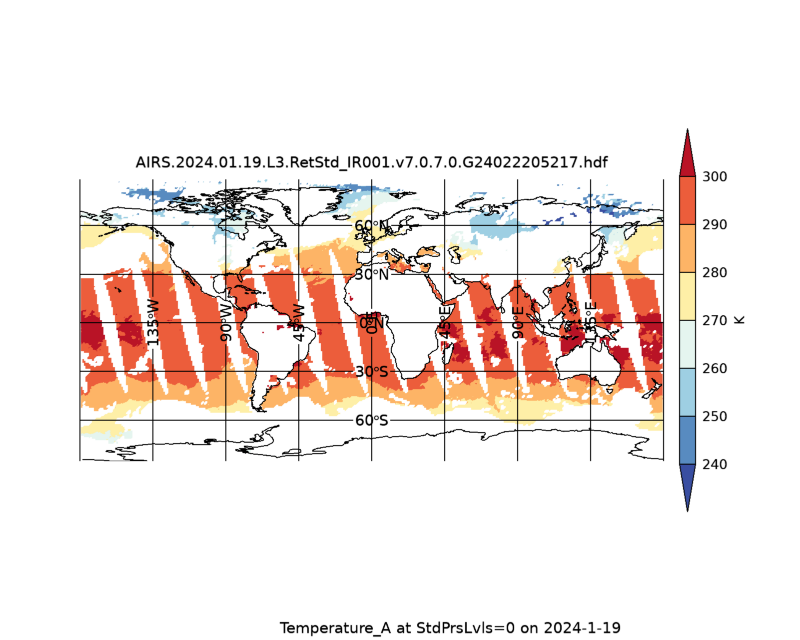 AIRS.2024.01.19.L3.RetStd_IR001.v7.0.7.0.G24022205217.hdf
300
290
280
270
260
250
240
K
60°N
30°N
0°N
30°S
60°S
135°W
90°W
45°W
0°E
45°E
90°E
135°E
Temperature_A at StdPrsLvls=0 on 2024-1-19